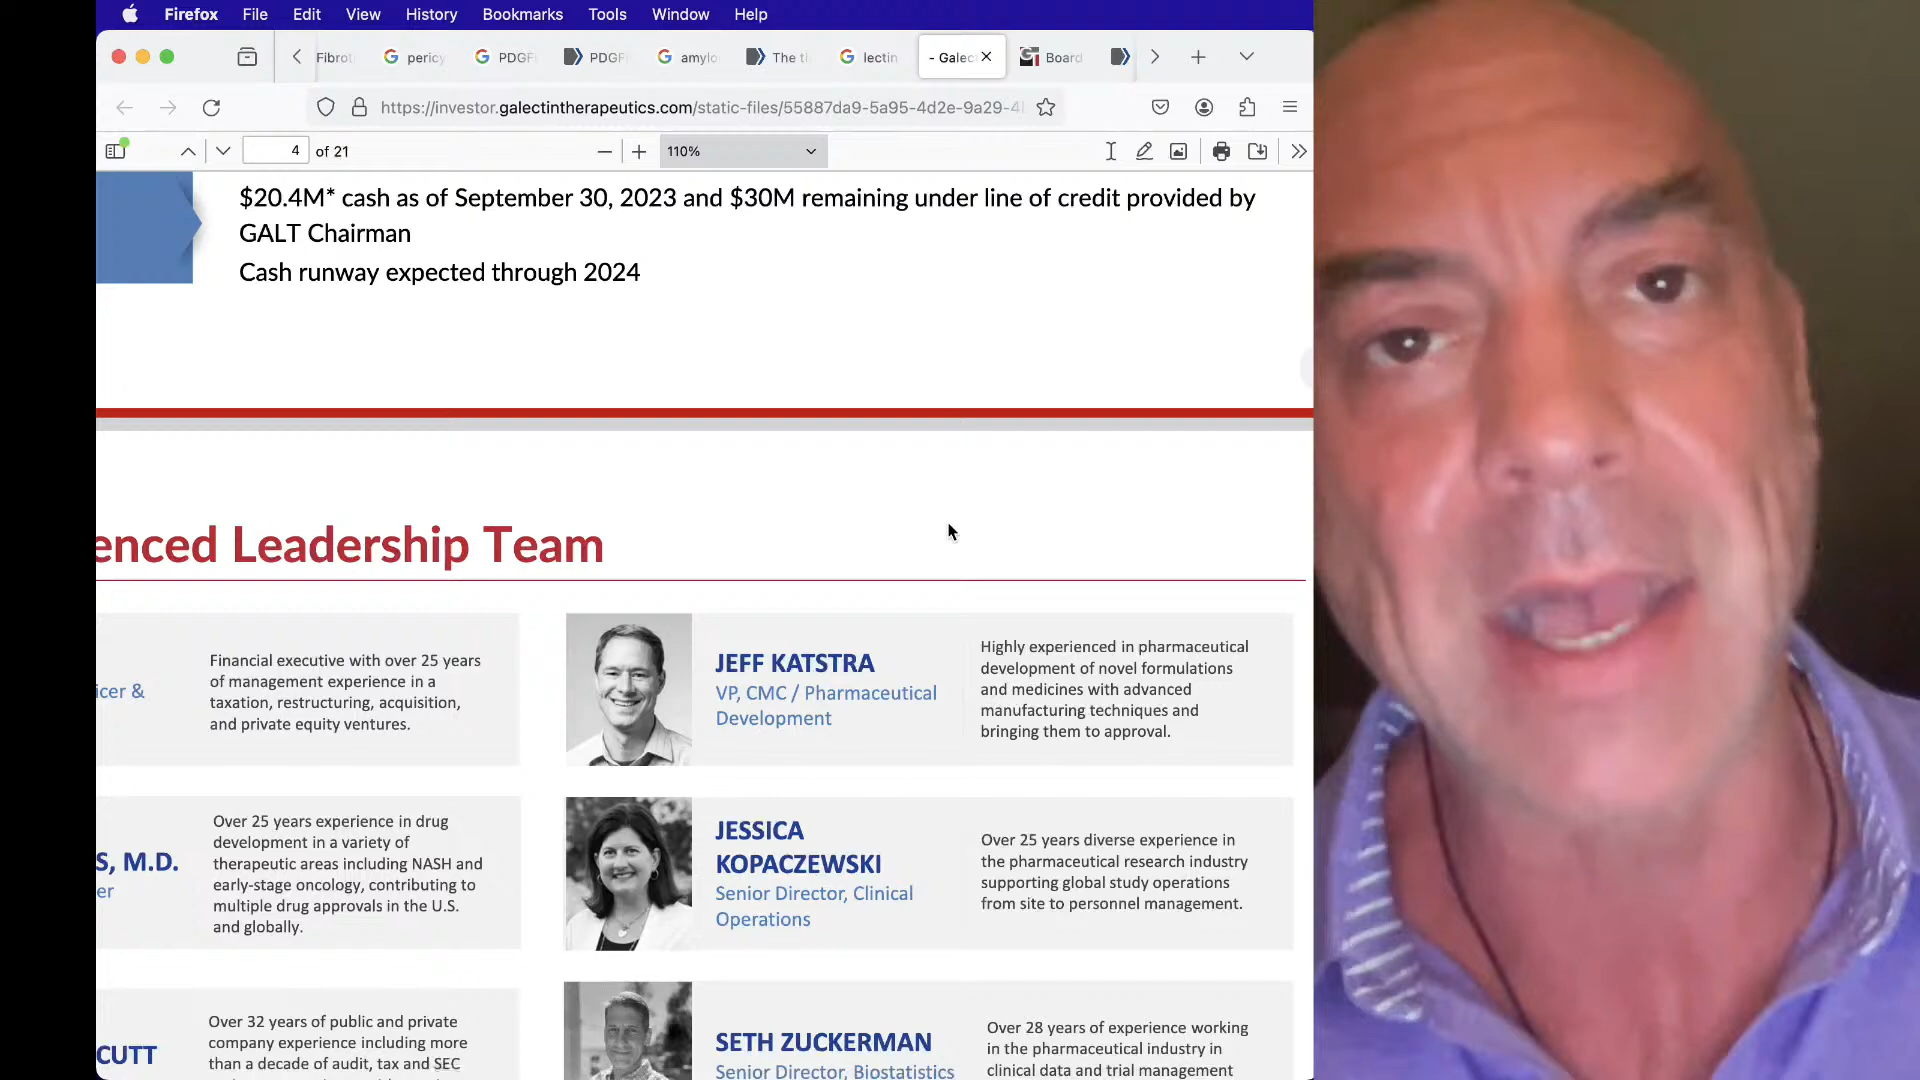 Firefox File Edit View History Bookmarks Tools Window Help
Fibrot pericy PDGF PDGF amylo The tl lectin - Galec Board
https://investor.galectintherapeutics.com/static-files/55887da9-5a95-4d2e-9a29-4
4 of 21 110%
$20.4M* cash as of September 30, 2023 and $30M remaining under line of credit provided by
GALT Chairman
Cash runway expected through 2024
enced Leadership Team
icer &
Financial executive with over 25 years
of management experience in a
taxation, restructuring, acquisition,
and private equity ventures.
JEFF KATSTRA
VP, CMC / Pharmaceutical
Development
Highly experienced in pharmaceutical
development of novel formulations
and medicines with advanced
manufacturing techniques and
bringing them to approval.
S, M.D.
er
Over 25 years experience in drug
development in a variety of
therapeutic areas including NASH and
early-stage oncology, contributing to
multiple drug approvals in the U.S.
and globally.
JESSICA
KOPACZEWSKI
Senior Director, Clinical
Operations
Over 25 years diverse experience in
the pharmaceutical research industry
supporting global study operations
from site to personnel management.
CUTT
Over 32 years of public and private
company experience including more
than a decade of audit, tax and SEC
SETH ZUCKERMAN
Senior Director, Biostatistics
Over 28 years of experience working
in the pharmaceutical industry in
clinical data and trial management